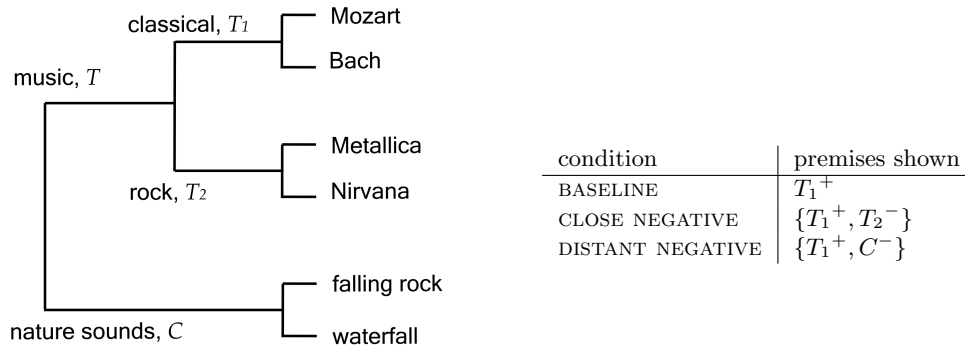 classical, T1
Mozart
Bach
music, T
Metallica
rock, T2
Nirvana
falling rock
nature sounds, C
waterfall
condition premises shown
BASELINE T1+
CLOSE NEGATIVE {T1+, T2−}
DISTANT NEGATIVE {T1+, C−}